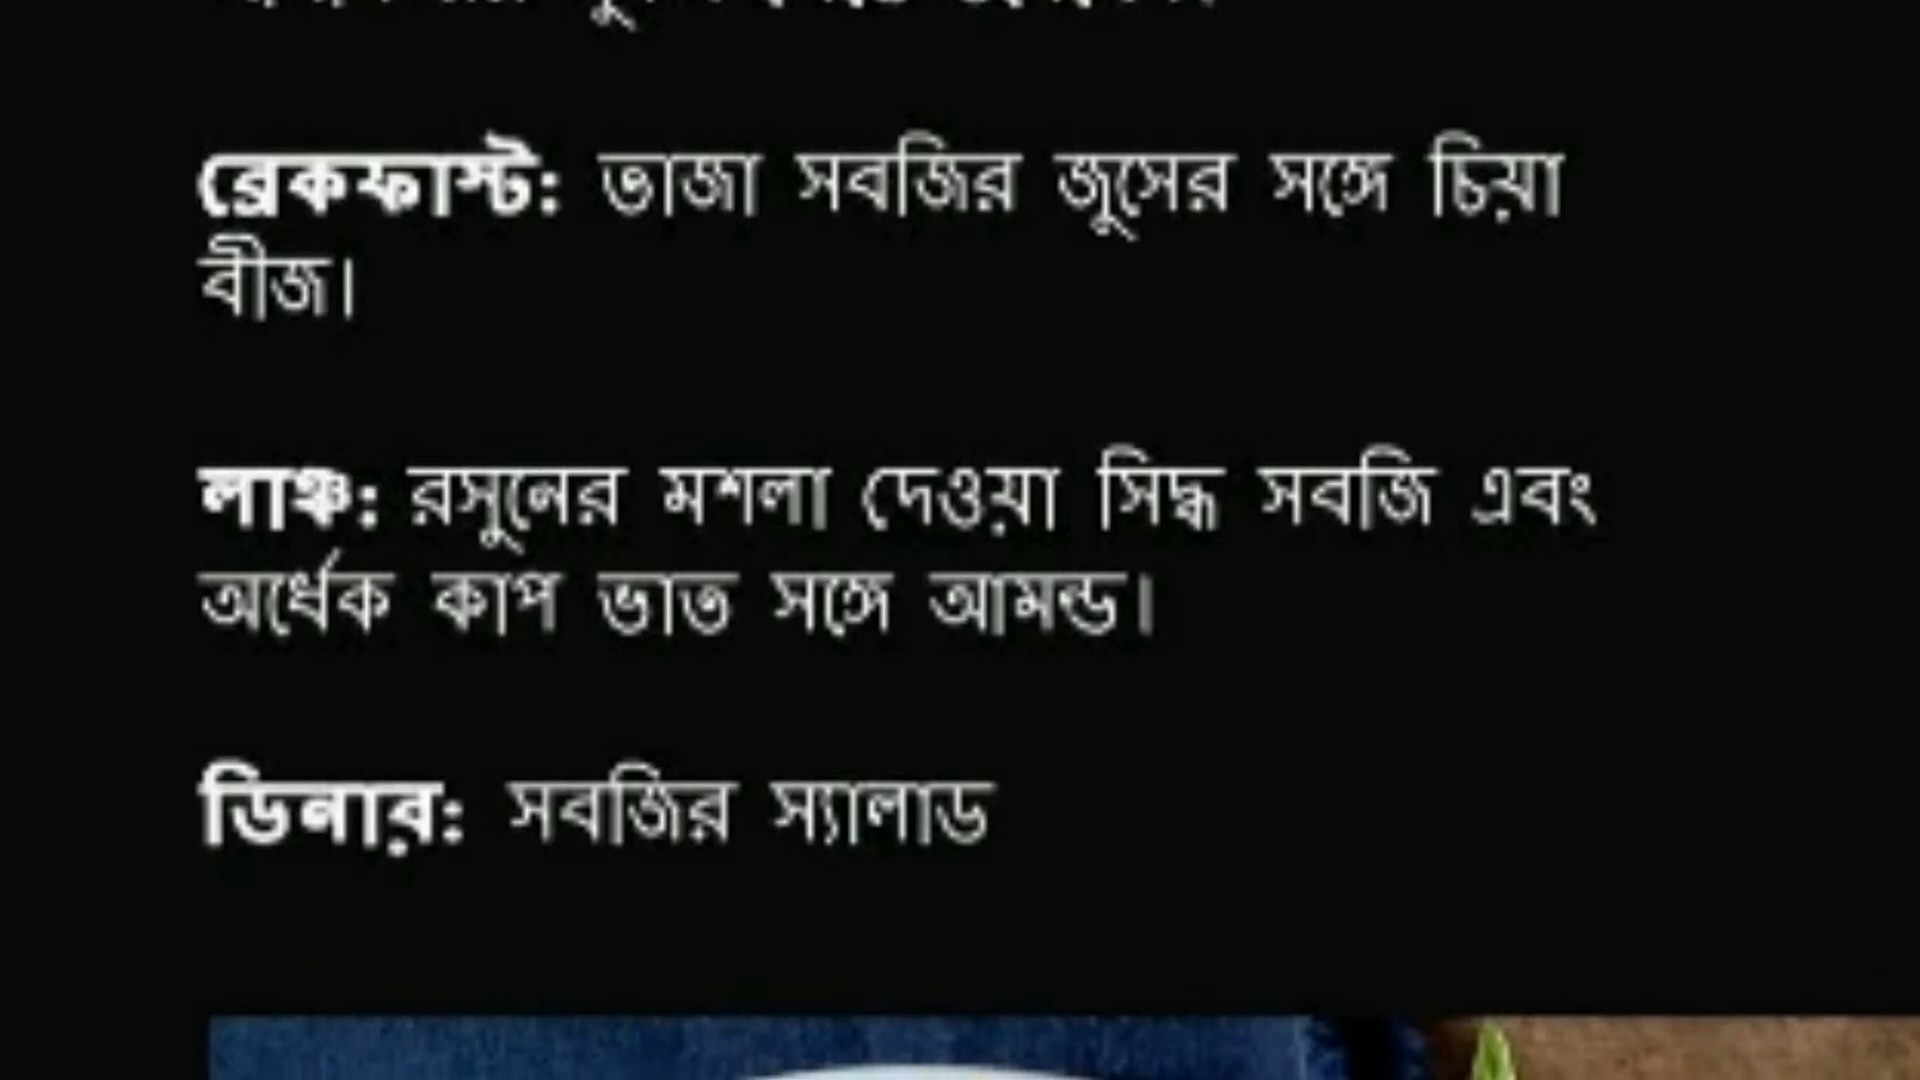 ব্রেকফাস্ট: তাজা সবজির জুসের সঙ্গে চিয়া
বীজ।
লাঞ্চ: রসুনের মশলা দেওয়া সিদ্ধ সবজি এবং
অর্ধেক কাপ ভাত সঙ্গে আমন্ড।
ডিনার: সবজির স্যালাড